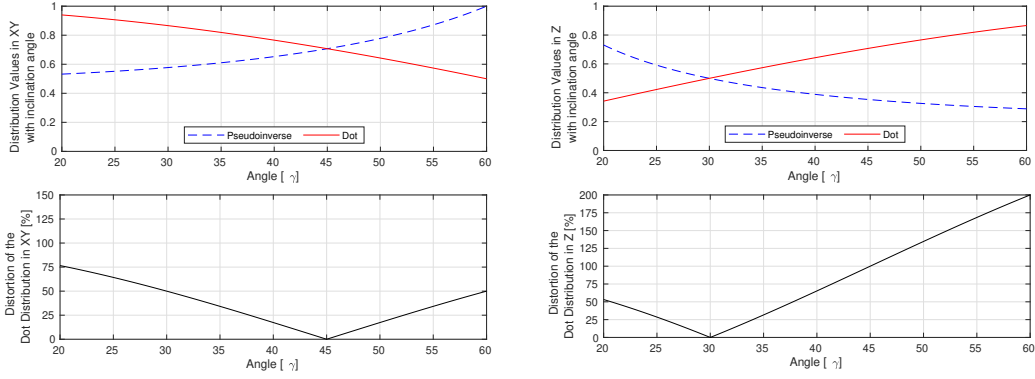 Distribution Values in XY
with inclination angle
1
0.8
0.6
0.4
0.2
0
Pseudoinverse
Dot
20 25 30 35 40 45 50 55 60
Angle [ γ]
Distribution Values in Z
with inclination angle
1
0.8
0.6
0.4
0.2
0
Pseudoinverse
Dot
20 25 30 35 40 45 50 55 60
Angle [ γ]
Distortion of the
Dot Distribution in XY [%]
150
125
100
75
50
25
0
20 25 30 35 40 45 50 55 60
Angle [ γ]
Distortion of the
Dot Distribution in Z [%]
200
175
150
125
100
75
50
25
0
20 25 30 35 40 45 50 55 60
Angle [ γ]